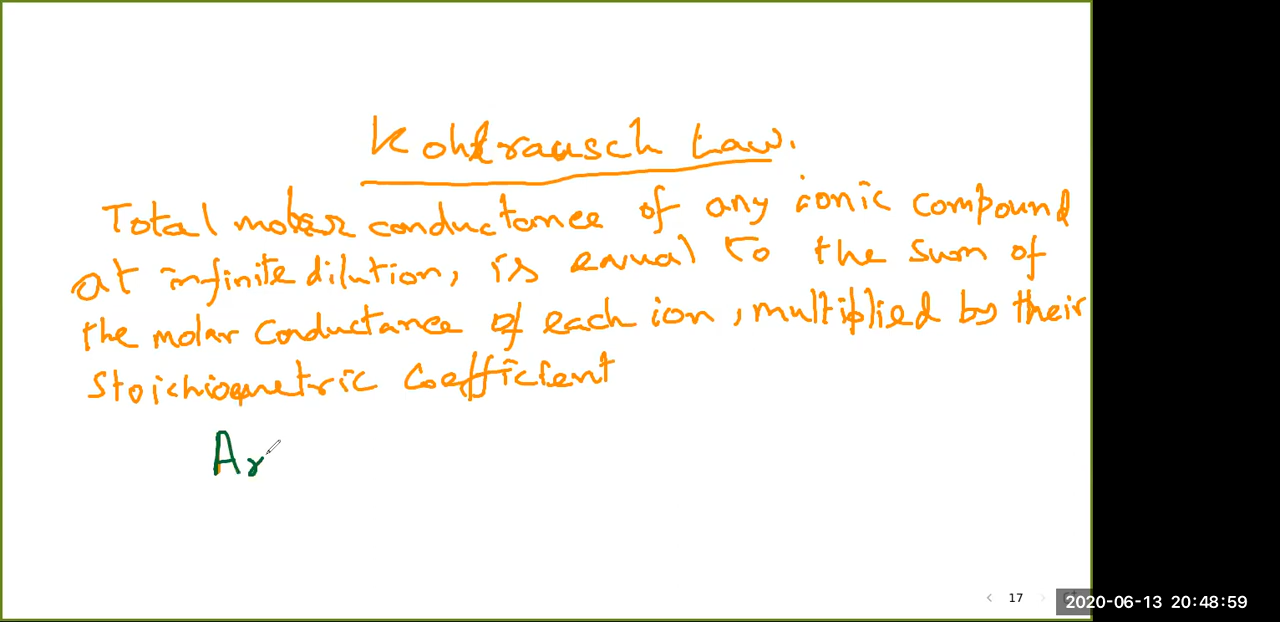 Kohlrausch Law.
Total molar conductance of any ionic compound
at infinite dilution, is equal to the sum of
the molar conductance of each ion, multiplied by their
Stoichiometric Coefficient
Ax
17
2020-06-13 20:48:59